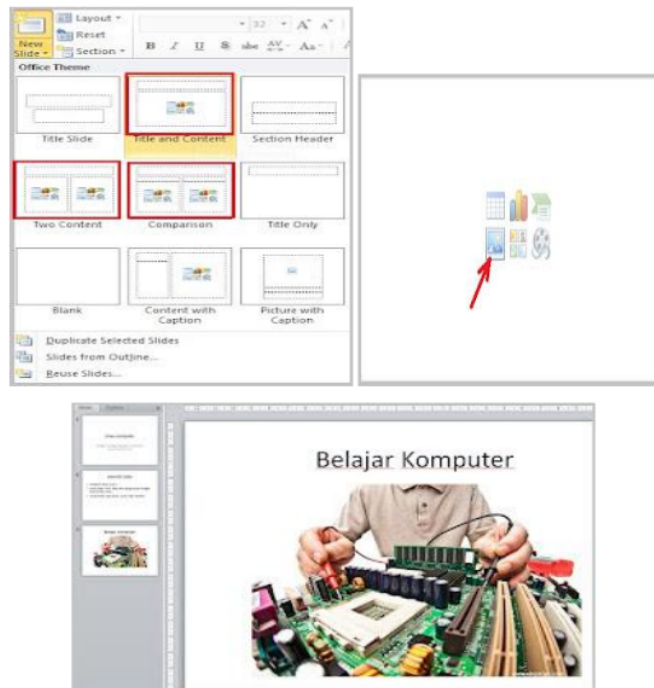 Layout
Reset
Section
New
Slide
32
B I U S abc AV Aa
Office Theme
Title Slide
Title and Content
Section Header
Two Content
Comparison
Title Only
Blank
Content with
Caption
Picture with
Caption
Duplicate Selected Slides
Slides from Outline...
Reuse Slides...
Belajar Komputer
Belajar Komputer